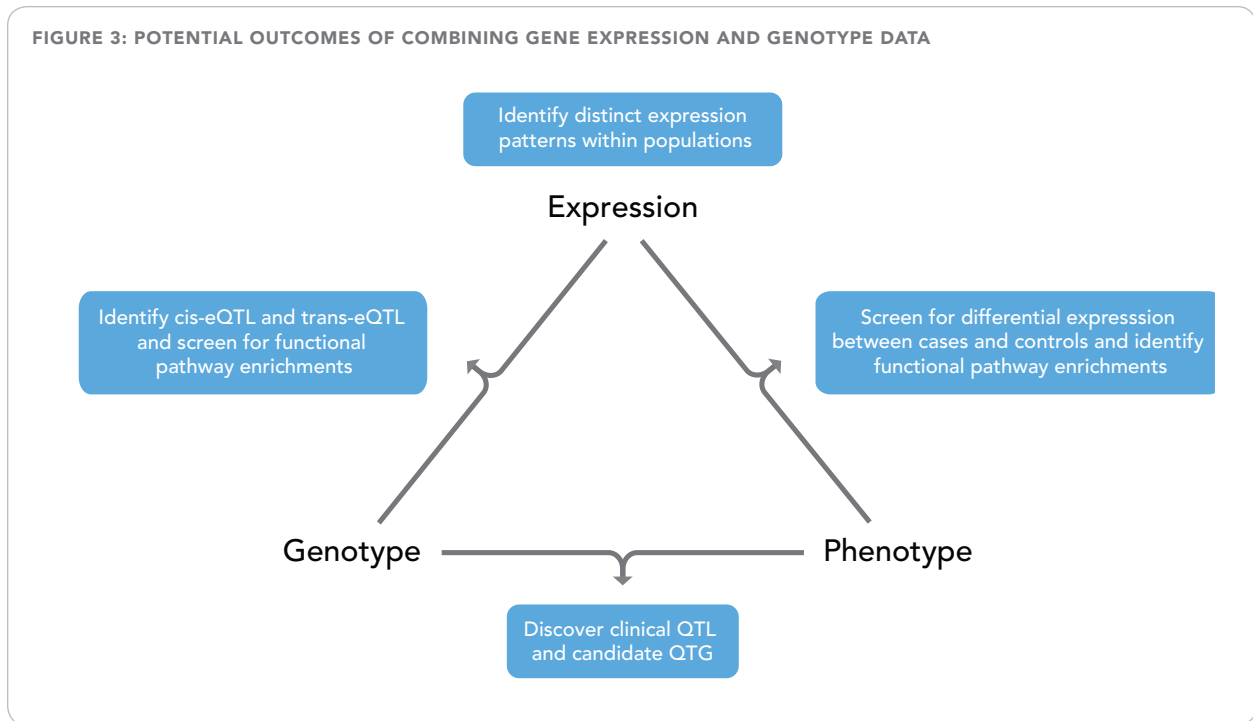 FIGURE 3: POTENTIAL OUTCOMES OF COMBINING GENE EXPRESSION AND GENOTYPE DATA
Identify distinct expression
patterns within populations
Expression
Identify cis-eQTL and trans-eQTL
and screen for functional
pathway enrichments
Screen for differential expresssion
between cases and controls and identify
functional pathway enrichments
Genotype
Phenotype
Discover clinical QTL
and candidate QTG